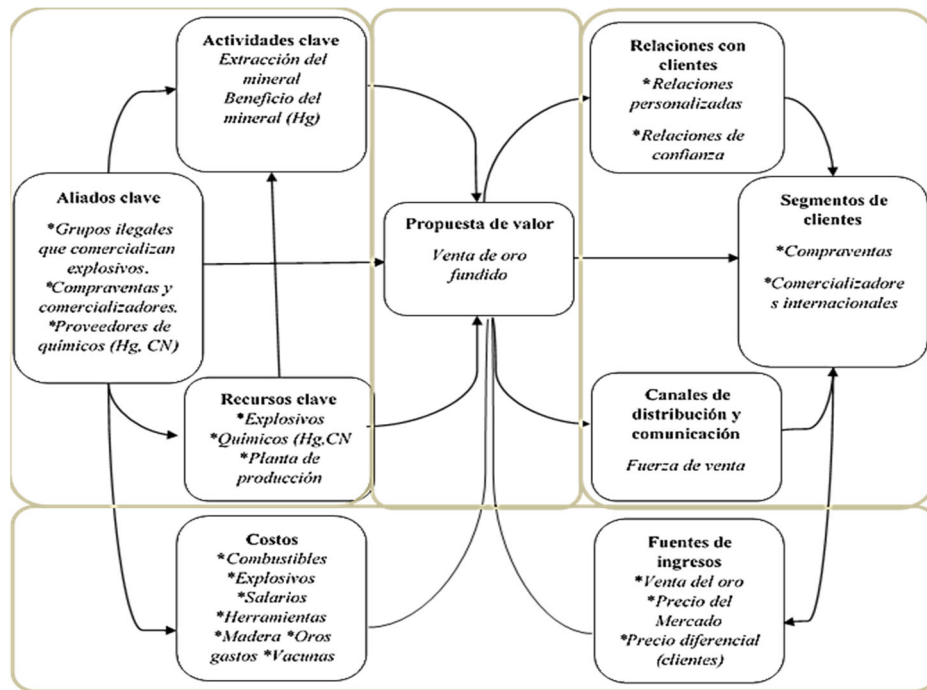 Actividades clave
Extracción del
mineral
Beneficio del
mineral (Hg)
Relaciones con
clientes
*Relaciones
personalizadas
*Relaciones de
confianza
Aliados clave
*Grupos ilegales
que comercializan
explosivos.
*Compraventas y
comercializadores.
*Proveedores de
químicos (Hg, CN)
Propuesta de valor
Venta de oro
fundido
Segmentos de
clientes
*Compraventas
*Comercializadore
s internacionales
Recursos clave
*Explosivos
*Químicos (Hg,CN
*Planta de
producción
Canales de
distribución y
comunicación
Fuerza de venta
Costos
*Combustibles
*Explosivos
*Salarios
*Herramientas
*Madera *Oros
gastos *Vacunas
Fuentes de
ingresos
*Venta del oro
*Precio del
Mercado
*Precio diferencial
(clientes)